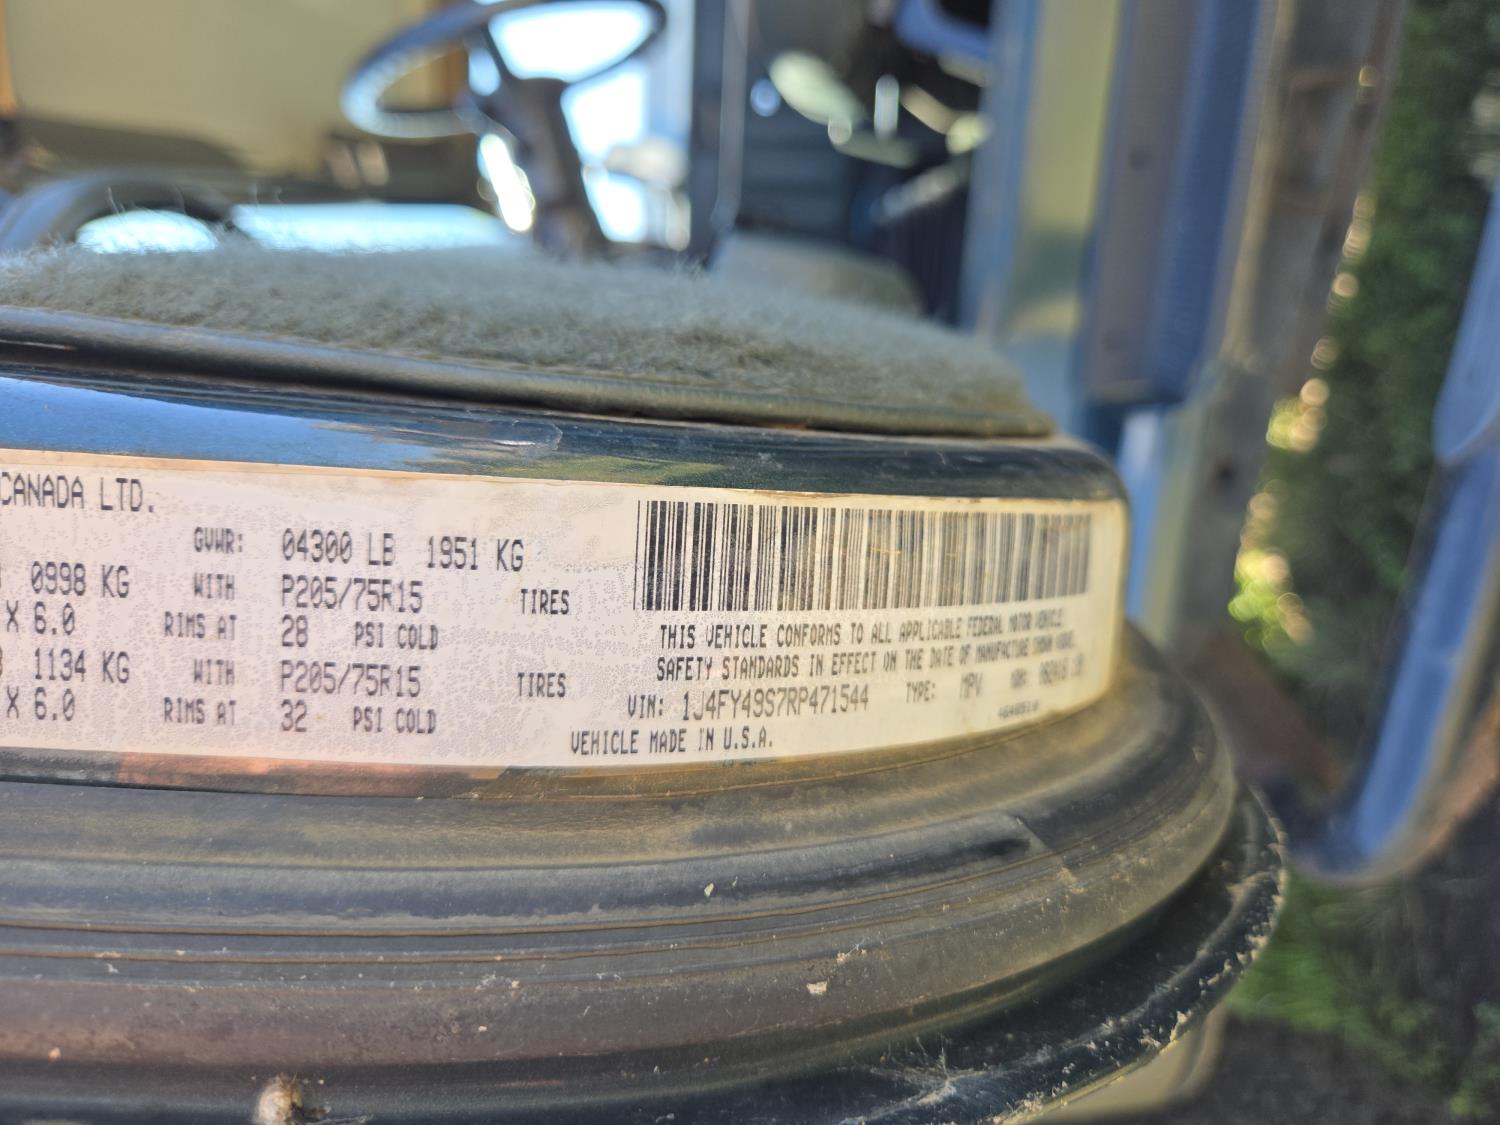 CANADA LTD.
GVWR: 04300 LB 1951 KG
0998 KG WITH P205/75R15 TIRES
X 6.0 RIMS AT 28 PSI COLD
1134 KG WITH P205/75R15 TIRES
X 6.0 RIMS AT 32 PSI COLD
THIS VEHICLE CONFORMS TO ALL APPLICABLE FEDERAL MOTOR VEHICLE
SAFETY STANDARDS IN EFFECT ON THE DATE OF MANUFACTURE SHOWN ABOVE.
VIN: 1J4FY49S7RP471544 TYPE: MPV
VEHICLE MADE IN U.S.A.